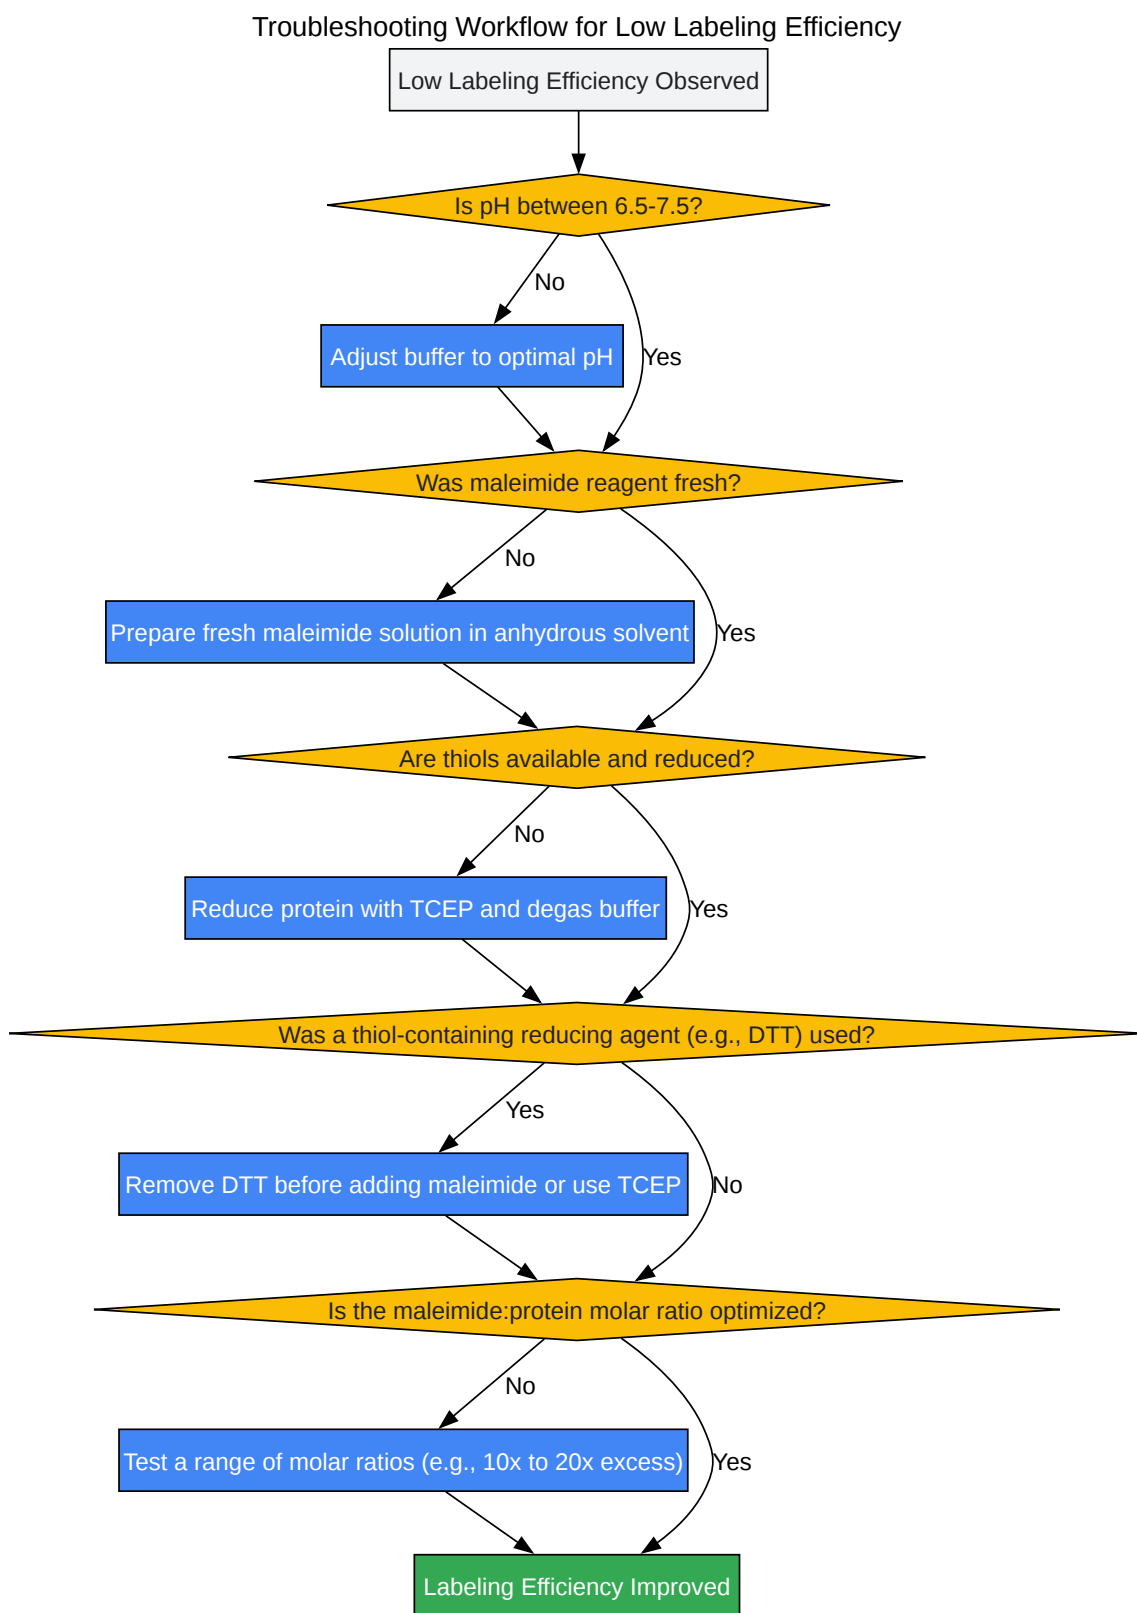 Troubleshooting Workflow for Low Labeling Efficiency
Low Labeling Efficiency Observed
Is pH between 6.5-7.5?
No
Adjust buffer to optimal pH
Yes
Was maleimide reagent fresh?
No
Prepare fresh maleimide solution in anhydrous solvent
Yes
Are thiols available and reduced?
No
Reduce protein with TCEP and degas buffer
Yes
Was a thiol-containing reducing agent (e.g., DTT) used?
Yes
Remove DTT before adding maleimide or use TCEP
No
Is the maleimide:protein molar ratio optimized?
No
Test a range of molar ratios (e.g., 10x to 20x excess)
Yes
Labeling Efficiency Improved